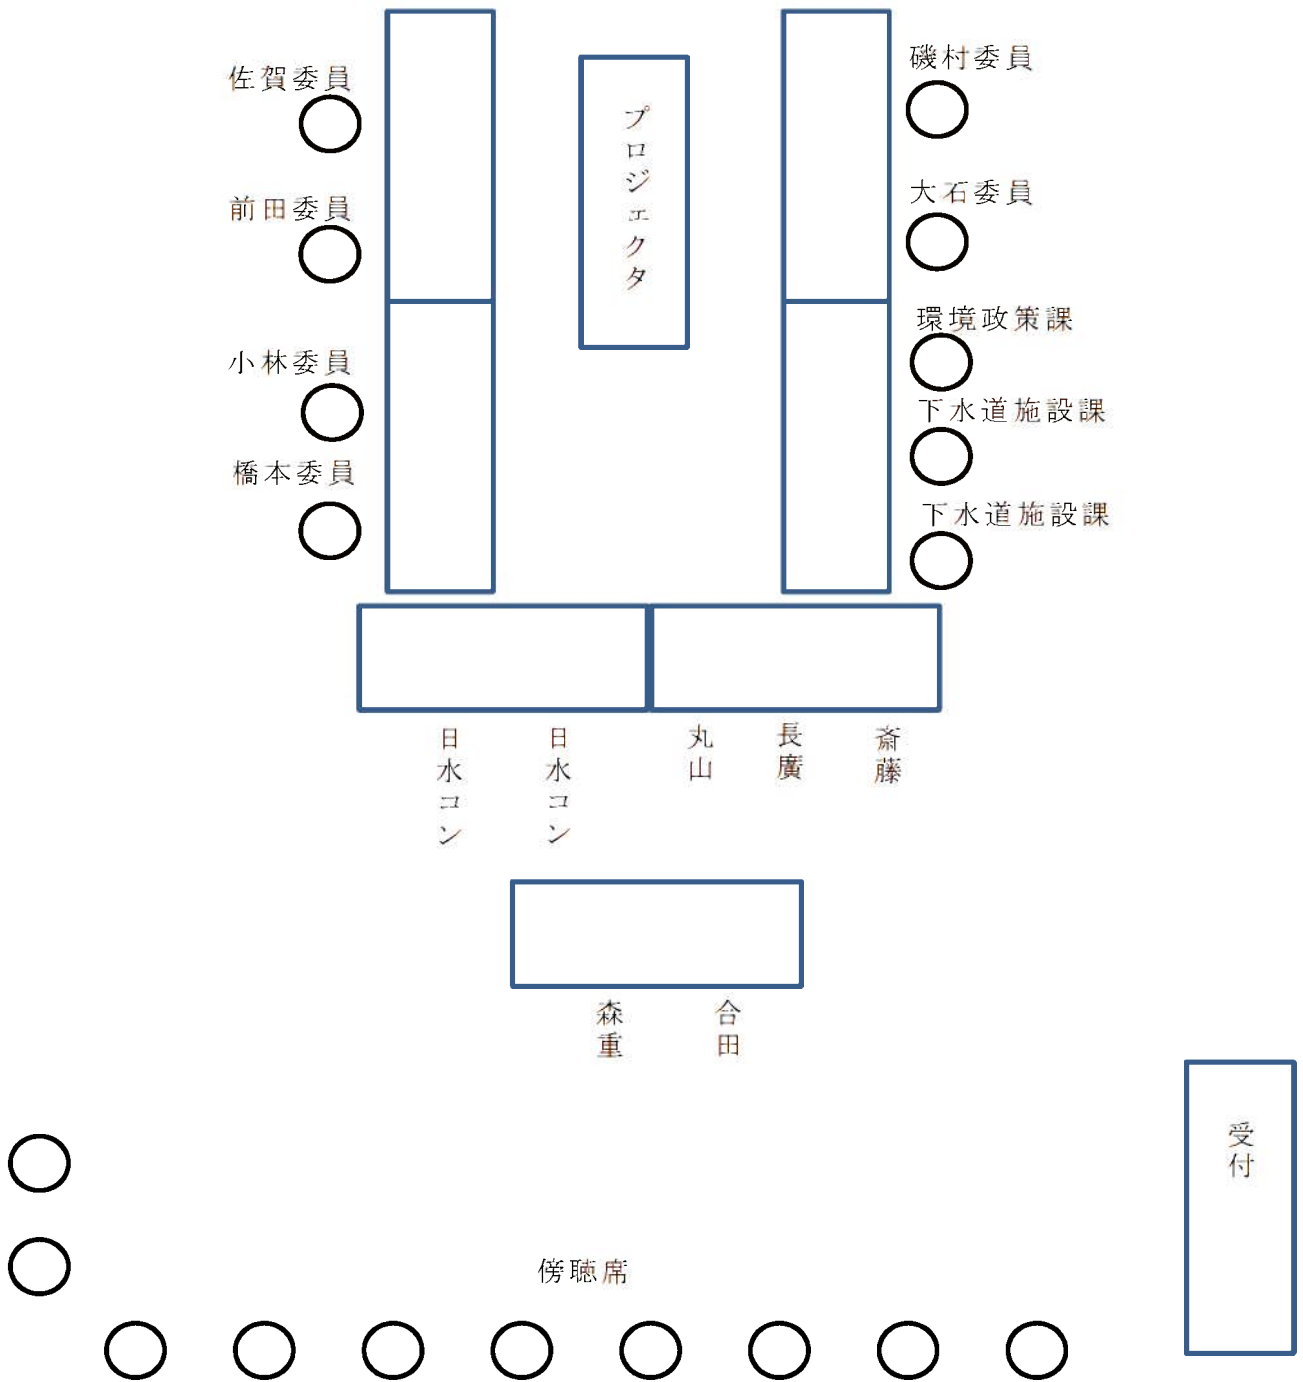 佐賀委員
磯村委員
プロジェクタ
前田委員
大石委員
環境政策課
小林委員
下水道施設課
橋本委員
下水道施設課
日水コン
日水コン
丸山
長廣
斎藤
森重
合田
受付
傍聴席